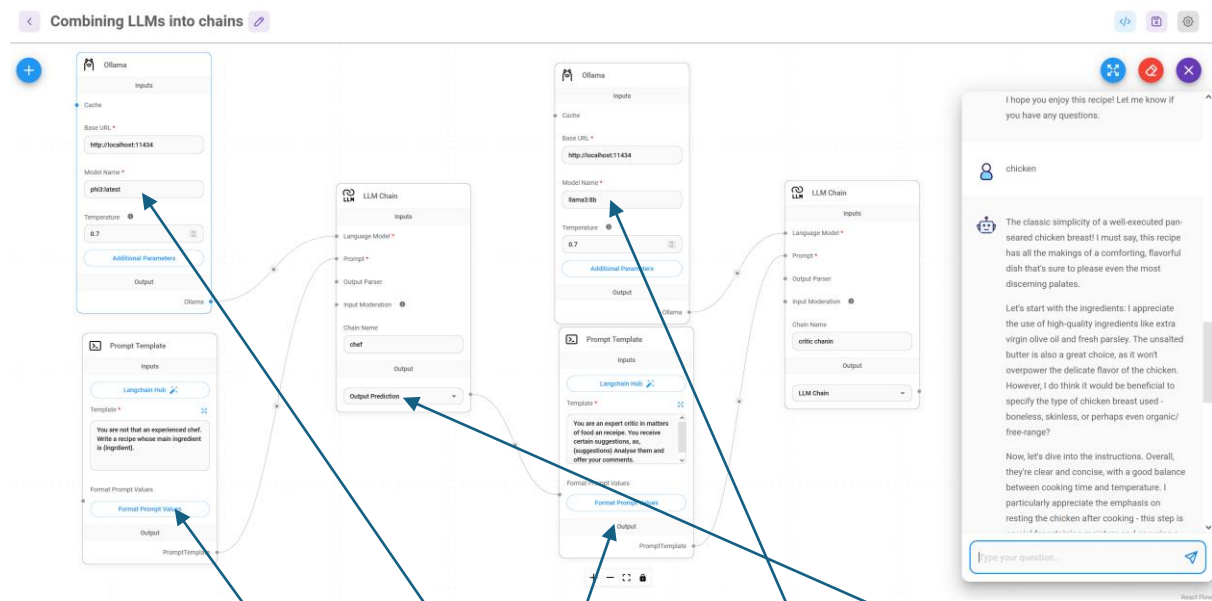 Combining LLMs into chains
Ollama
Inputs
Cache
Base URL *
http://localhost:11434
Model Name *
phi3:latest
Temperature
0.7
Additional Parameters
Output
Ollama
Prompt Template
Inputs
Langchain Hub
Template *
You are not that an experienced chef.
Write a recipe whose main ingredient
is {ingrdient}.
Format Prompt Values
Format Prompt Values
Output
PromptTemplate
LLM
LLM Chain
Inputs
Language Model *
Prompt *
Output Parser
Input Moderation
Chain Name
chef
Output
Output Prediction
Ollama
Inputs
Cache
Base URL *
http://localhost:11434
Model Name *
llama3:8b
Temperature
0.7
Additional Parameters
Output
Ollama
Prompt Template
Inputs
Langchain Hub
Template *
You are an expert critic in matters
of food an receipe. You receive
certain suggestions, as,
{suggestions} Analyse them and
offer your comments.
Format Prompt Values
Format Prompt Values
Output
PromptTemplate
LLM
LLM Chain
Inputs
Language Model *
Prompt *
Output Parser
Input Moderation
Chain Name
critic chanin
Output
LLM Chain
I hope you enjoy this recipe! Let me know if
you have any questions.
chicken
The classic simplicity of a well-executed pan-
seared chicken breast! I must say, this recipe
has all the makings of a comforting, flavorful
dish that's sure to please even the most
discerning palates.
Let's start with the ingredients: I appreciate
the use of high-quality ingredients like extra
virgin olive oil and fresh parsley. The unsalted
butter is also a great choice, as it won't
overpower the delicate flavor of the chicken.
However, I do think it would be beneficial to
specify the type of chicken breast used -
boneless, skinless, or perhaps even organic/
free-range?
Now, let's dive into the instructions. Overall,
they're clear and concise, with a good balance
between cooking time and temperature. I
particularly appreciate the emphasis on
resting the chicken after cooking - this step is
Type your question...
React Flow